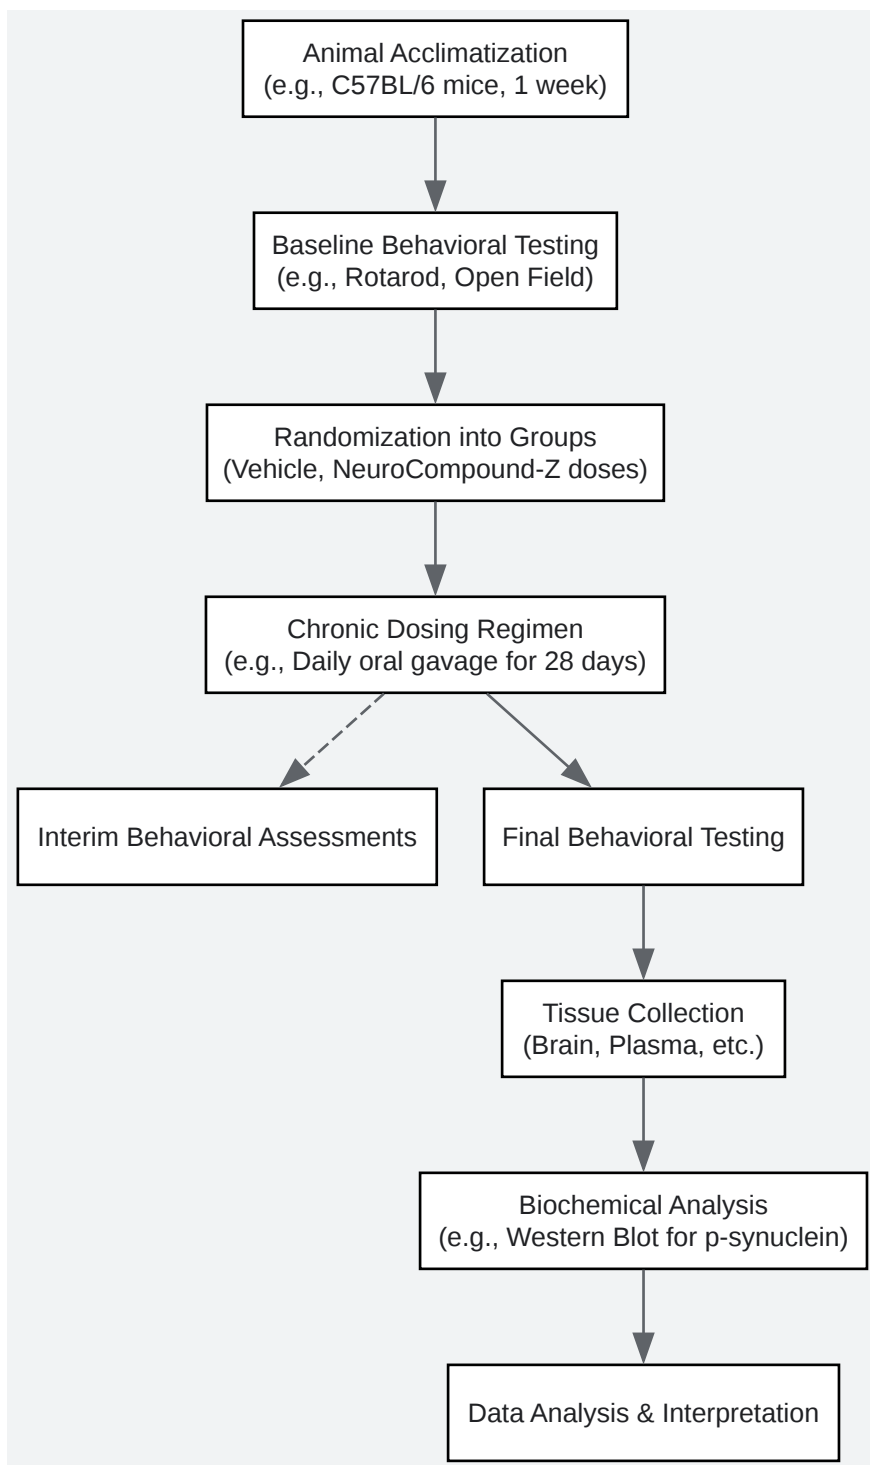 Animal Acclimatization
(e.g., C57BL/6 mice, 1 week)
Baseline Behavioral Testing
(e.g., Rotarod, Open Field)
Randomization into Groups
(Vehicle, NeuroCompound-Z doses)
Chronic Dosing Regimen
(e.g., Daily oral gavage for 28 days)
Interim Behavioral Assessments
Final Behavioral Testing
Tissue Collection
(Brain, Plasma, etc.)
Biochemical Analysis
(e.g., Western Blot for p-synuclein)
Data Analysis & Interpretation